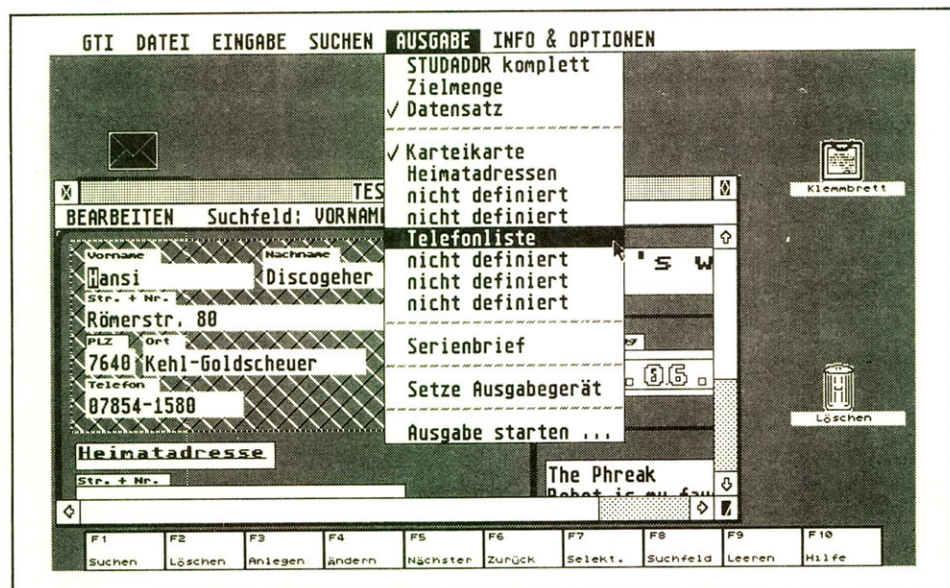 GTI DATEI EINGABE SUCHEN AUSGABE INFO & OPTIONEN
STUDADDR komplett
Zielmenge
✓ Datensatz
✓ Karteikarte
Heimatadressen
nicht definiert
nicht definiert
Telefonliste
nicht definiert
nicht definiert
nicht definiert
Serienbrief
Setze Ausgabegerät
Ausgabe starten ...
Klemmbrett
Löschen
TES
BEARBEITEN Suchfeld: VORNAM
'S W
Vorname Nachname
Hansi Discogeher
Str. + Nr.
Römerstr. 80
PLZ Ort
7640 Kehl-Goldscheuer
Telefon
07854-1580
Heimatadresse
Str. + Nr.
The Phreak
Robot is my fau
F1 F2 F3 F4 F5 F6 F7 F8 F9 F10
Suchen Löschen Anlegen ändern Nächster Zurück Selekt. Suchfeld Leeren Hilfe